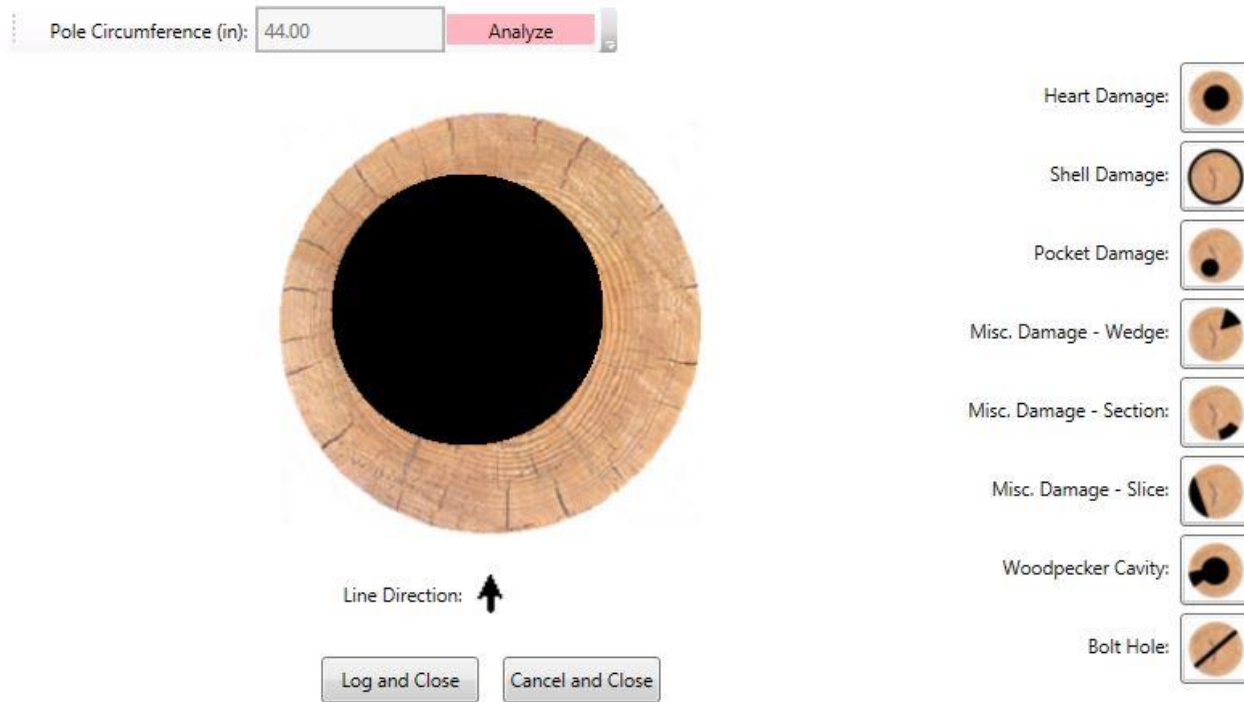 Pole Circumference (in): 44.00 Analyze
Heart Damage:
Shell Damage:
Pocket Damage:
Misc. Damage - Wedge:
Misc. Damage - Section:
Misc. Damage - Slice:
Woodpecker Cavity:
Bolt Hole:
Line Direction:
Log and Close Cancel and Close